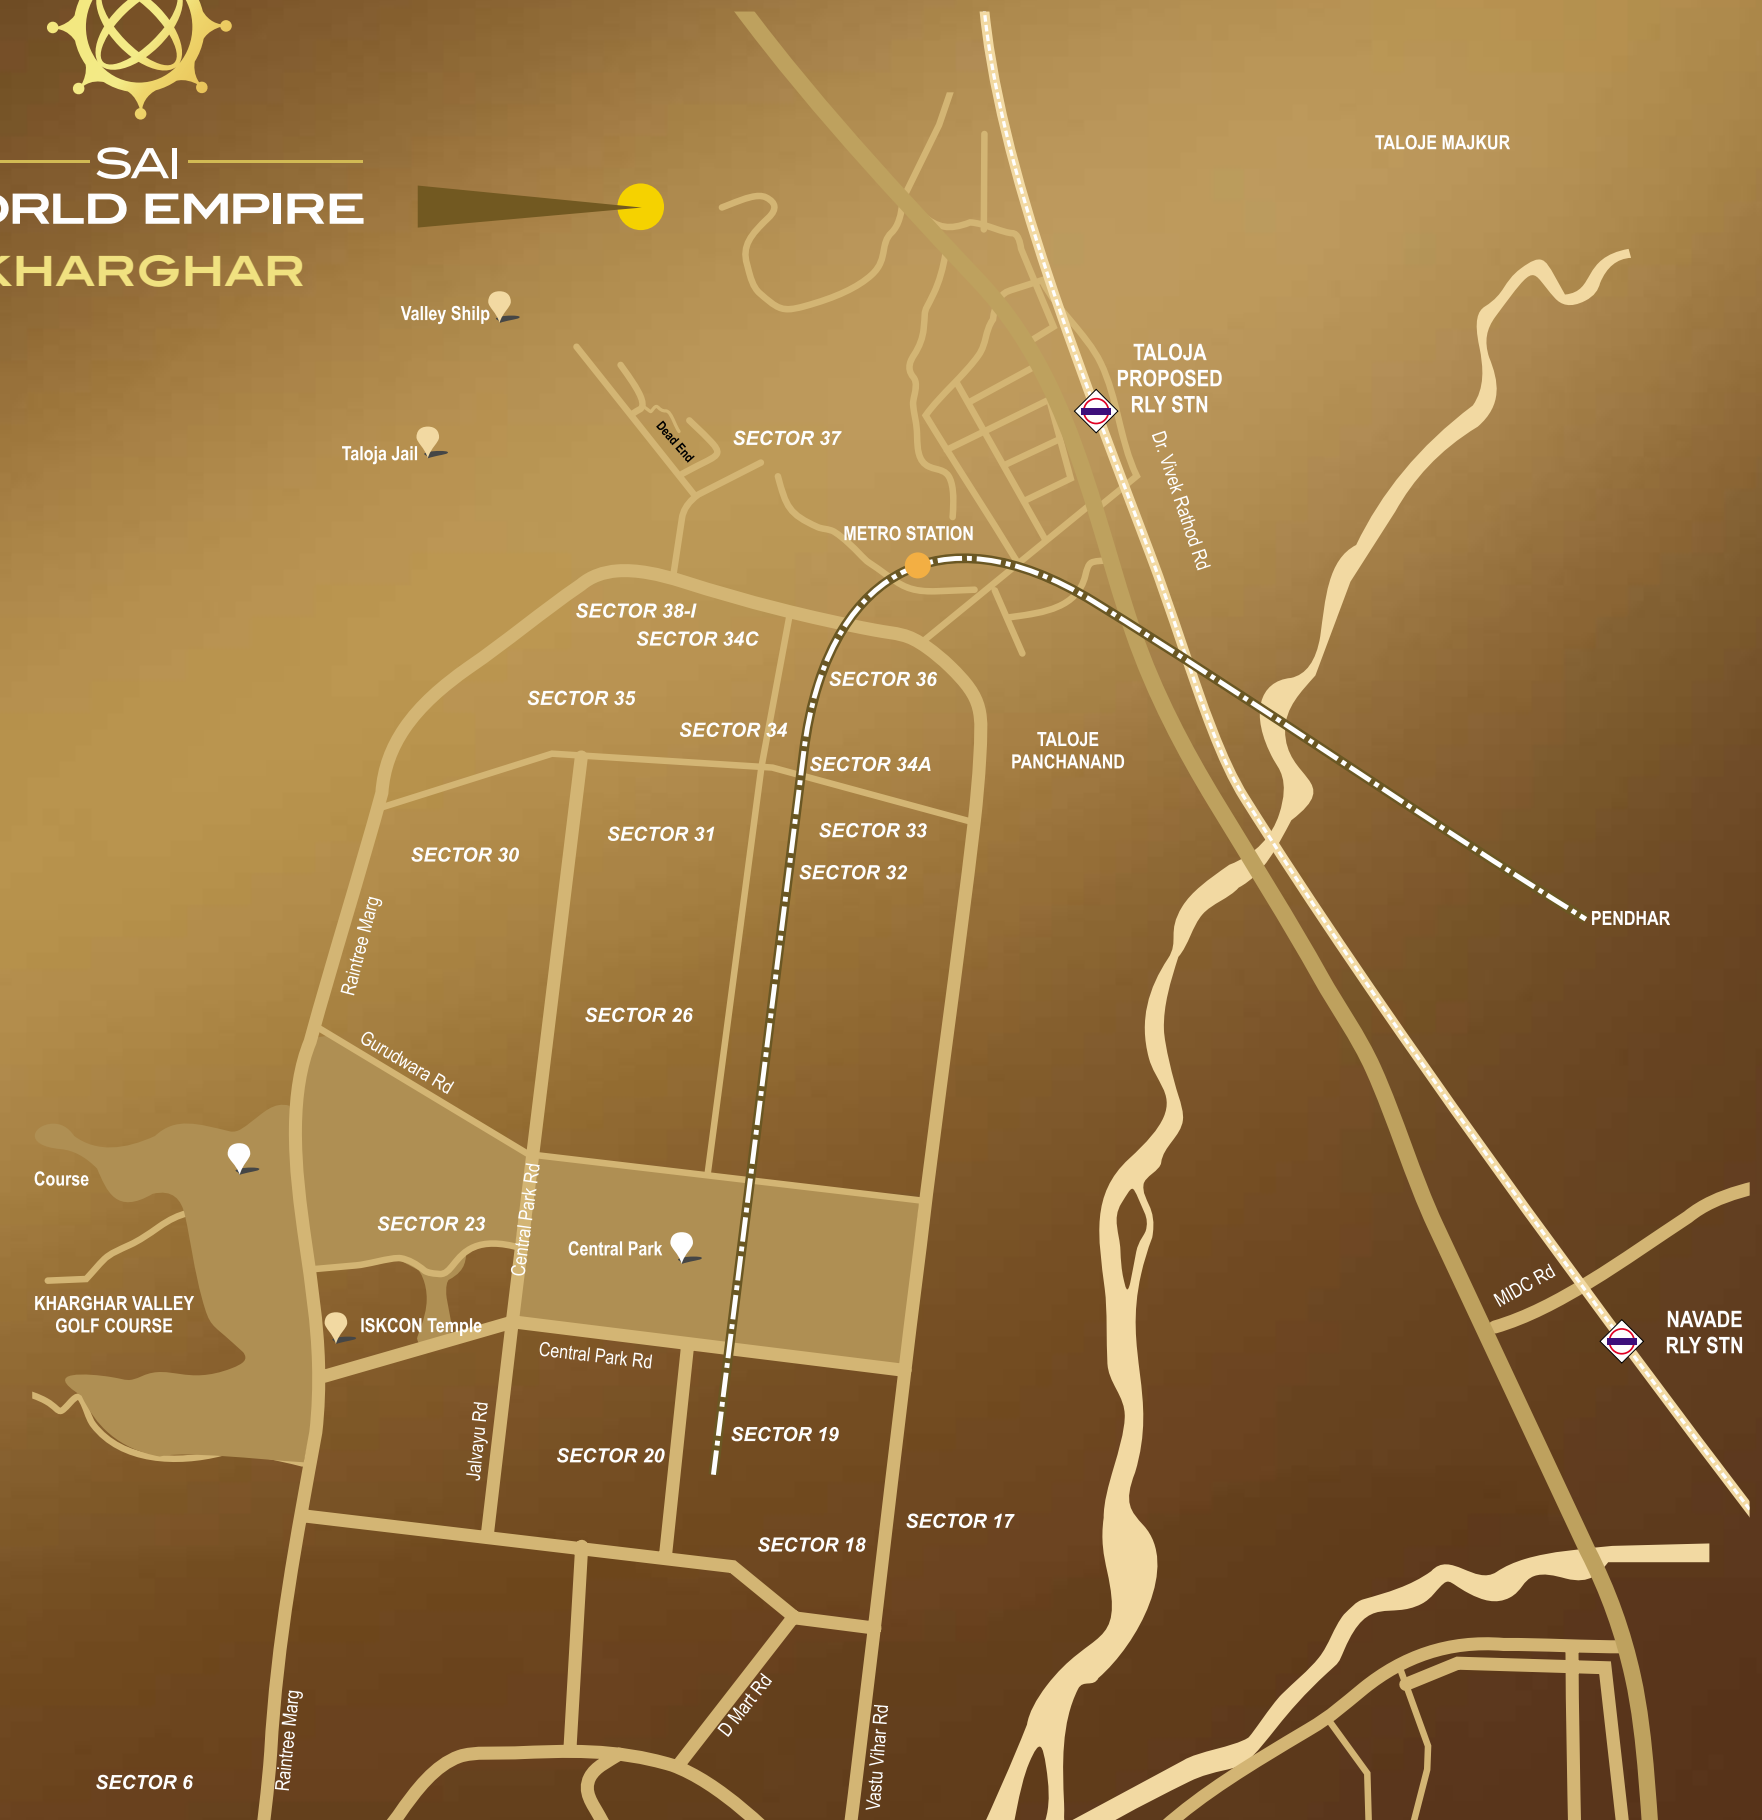 SAI
ORLD EMPIRE
KHARGHAR
TALOJE MAJKUR
Valley Shilp
TALOJA
PROPOSED
RLY STN
Taloja Jail
Dead End
SECTOR 37
Dr. Vivek Rathod Rd
METRO STATION
SECTOR 38-I
SECTOR 34C
SECTOR 36
SECTOR 35
SECTOR 34
TALOJE
PANCHANAND
SECTOR 34A
SECTOR 31
SECTOR 33
SECTOR 30
SECTOR 32
PENDHAR
Raintree Marg
SECTOR 26
Gurudwara Rd
Course
Central Park Rd
SECTOR 23
Central Park
KHARGHAR VALLEY
GOLF COURSE
ISKCON Temple
MIDC Rd
NAVADE
RLY STN
Central Park Rd
Jalvayu Rd
SECTOR 19
SECTOR 20
SECTOR 17
SECTOR 18
D Mart Rd
Raintree Marg
Vastu Vihar Rd
SECTOR 6